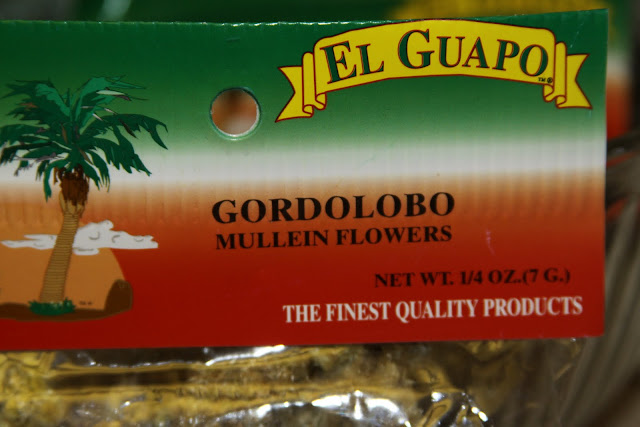 EL GUAPO
GORDOLOBO
MULLEIN FLOWERS
NET WT. 1/4 OZ.(7 G.)
THE FINEST QUALITY PRODUCTS